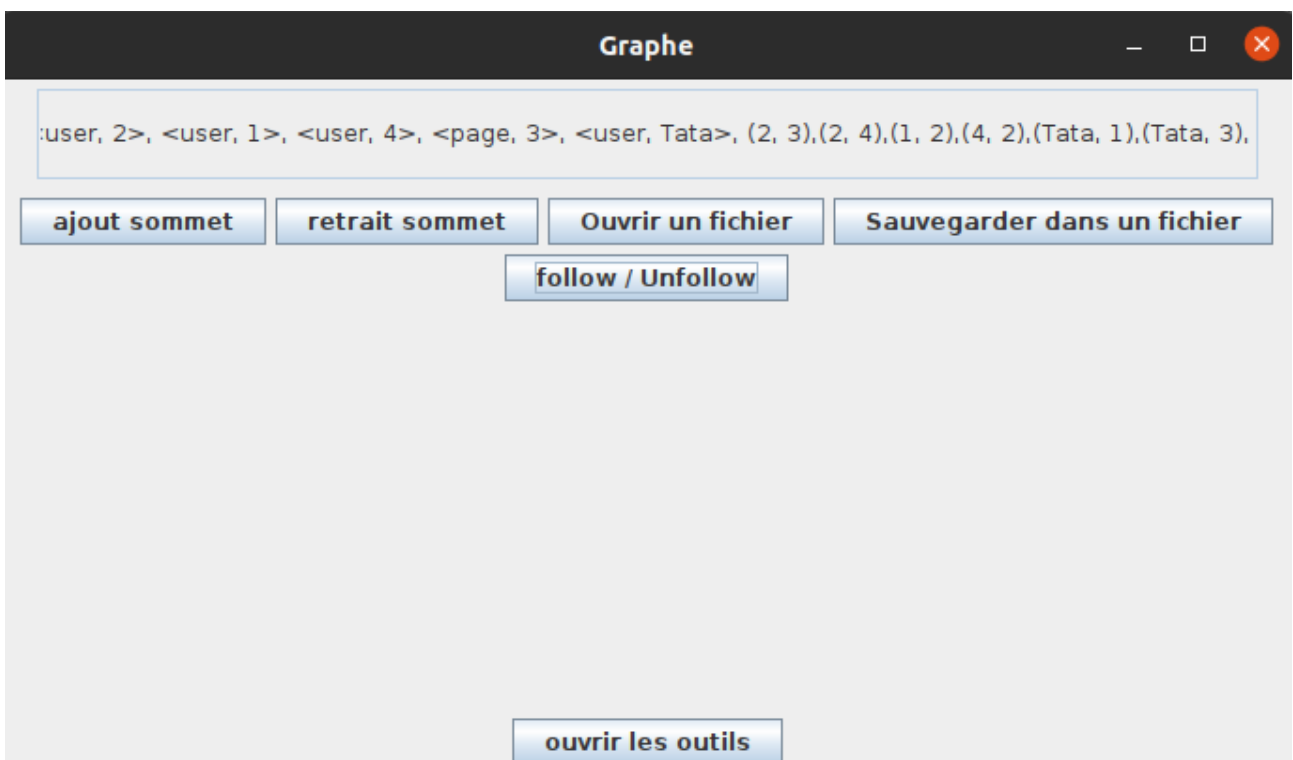 Graphe
:user, 2>, <user, 1>, <user, 4>, <page, 3>, <user, Tata>, (2, 3),(2, 4),(1, 2),(4, 2),(Tata, 1),(Tata, 3),
ajout sommet retrait sommet Ouvrir un fichier Sauvegarder dans un fichier
follow / Unfollow
ouvrir les outils